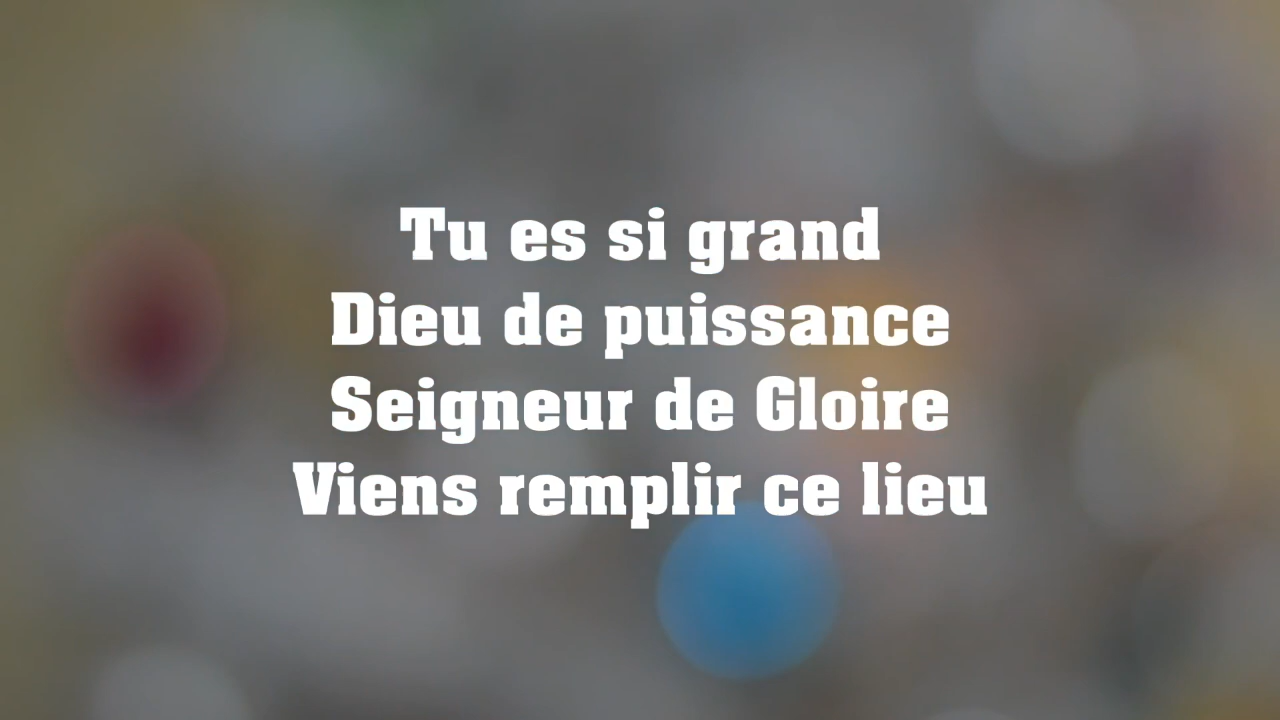 Tu es si grand
Dieu de puissance
Seigneur de Gloire
Viens remplir ce lieu